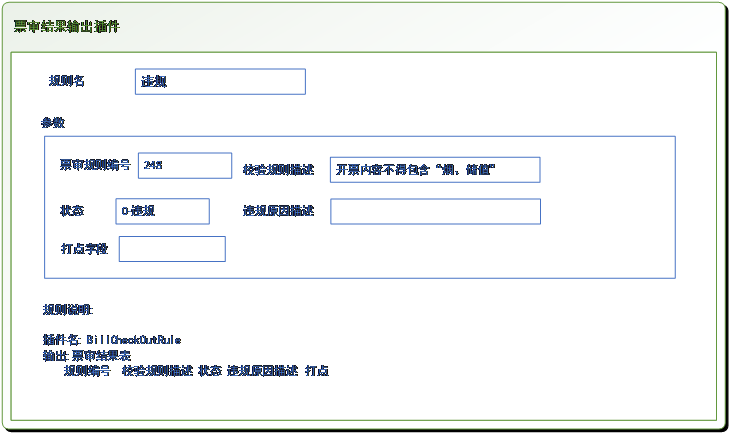 票审结果输出插件
规则名 违规
参数
票审规则编号 248 校验规则描述 开票内容不得包含“烟、储值”
状态 0-违规 违规原因描述
打点字段
规则说明:
插件名: BillCheckOutRule
输出: 票审结果表
规则编号 校验规则描述 状态 违规原因描述 打点